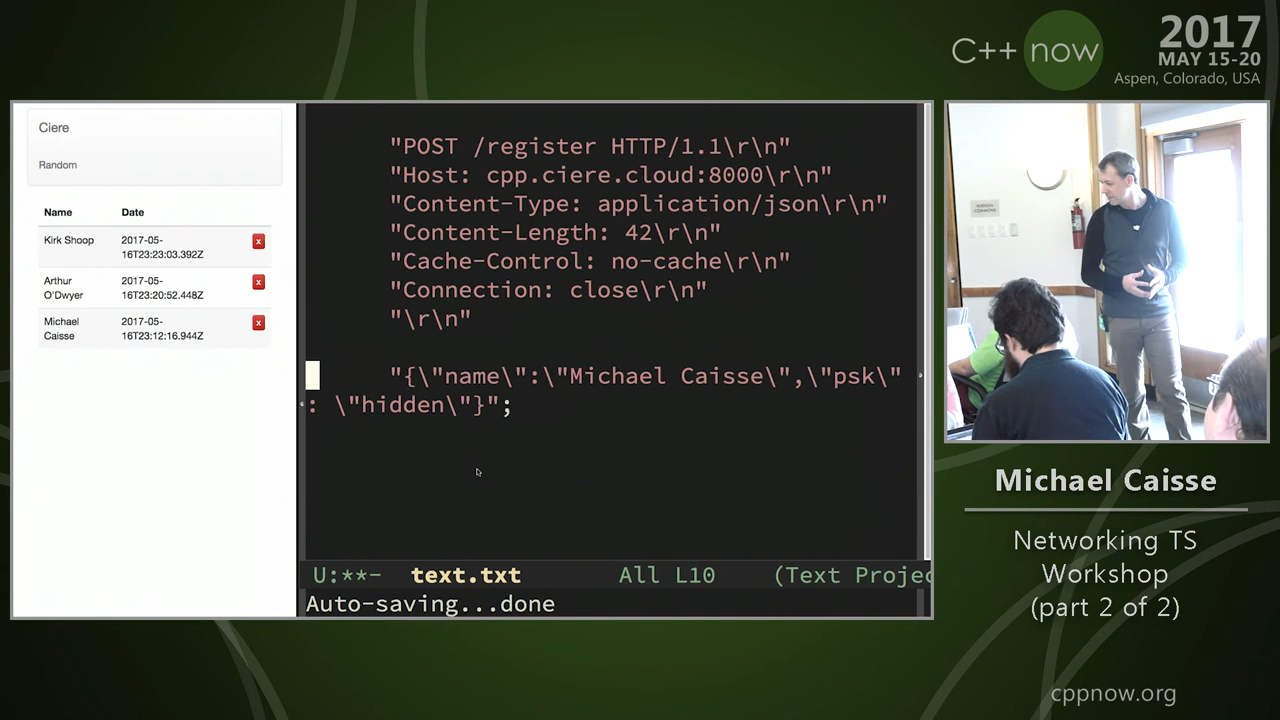 C++ now
2017
MAY 15-20
Aspen, Colorado, USA
Ciere
Random
Name Date
Kirk Shoop 2017-05-
16T23:23:03.392Z
x
Arthur 2017-05-
O'Dwyer 16T23:20:52.448Z
x
Michael 2017-05-
Caisse 16T23:12:16.944Z
x
"POST /register HTTP/1.1\r\n"
"Host: cpp.ciere.cloud:8000\r\n"
"Content-Type: application/json\r\n"
"Content-Length: 42\r\n"
"Cache-Control: no-cache\r\n"
"Connection: close\r\n"
"\r\n"
"{\"name\":\"Michael Caisse\",\"psk\"
: \"hidden\"}";
U:**- text.txt All L10 (Text Projec
Auto-saving...done
Michael Caisse
Networking TS
Workshop
(part 2 of 2)
cppnow.org